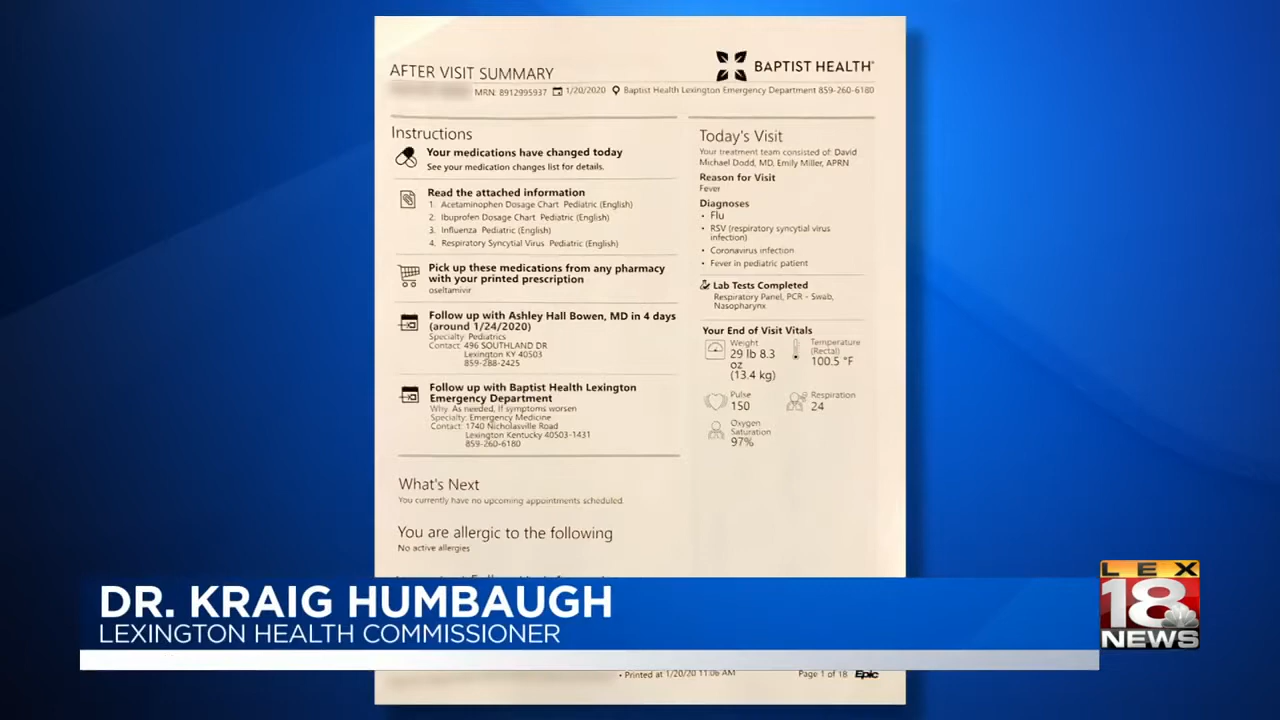 AFTER VISIT SUMMARY
BAPTIST HEALTH
MRN: 8912995937 1/20/2020 Baptist Health Lexington Emergency Department 859-260-6180
Instructions
Your medications have changed today
See your medication changes list for details.
Read the attached information
1. Acetaminophen Dosage Chart Pediatric (English)
2. Ibuprofen Dosage Chart Pediatric (English)
3. Influenza Pediatric (English)
4. Respiratory Syncytial Virus Pediatric (English)
Pick up these medications from any pharmacy
with your printed prescription
oseltamivir
Follow up with Ashley Hall Bowen, MD in 4 days
(around 1/24/2020)
Specialty: Pediatrics
Contact: 496 SOUTHLAND DR
Lexington KY 40503
859-288-2425
Follow up with Baptist Health Lexington
Emergency Department
Why: As needed, If symptoms worsen
Specialty: Emergency Medicine
Contact: 1740 Nicholasville Road
Lexington Kentucky 40503-1431
859-260-6180
What's Next
You currently have no upcoming appointments scheduled.
You are allergic to the following
No active allergies
Today's Visit
Your treatment team consisted of: David
Michael Dodd, MD, Emily Miller, APRN
Reason for Visit
Fever
Diagnoses
• Flu
• RSV (respiratory syncytial virus
infection)
• Coronavirus infection
• Fever in pediatric patient
Lab Tests Completed
Respiratory Panel, PCR - Swab,
Nasopharynx
Your End of Visit Vitals
Weight
29 lb 8.3
oz
(13.4 kg)
Temperature
(Rectal)
100.5 °F
Pulse
150
Respiration
24
Oxygen
Saturation
97%
DR. KRAIG HUMBAUGH
LEXINGTON HEALTH COMMISSIONER
LEX
18
NEWS
• Printed at 1/20/20 11:06 AM Page 1 of 18 Epic